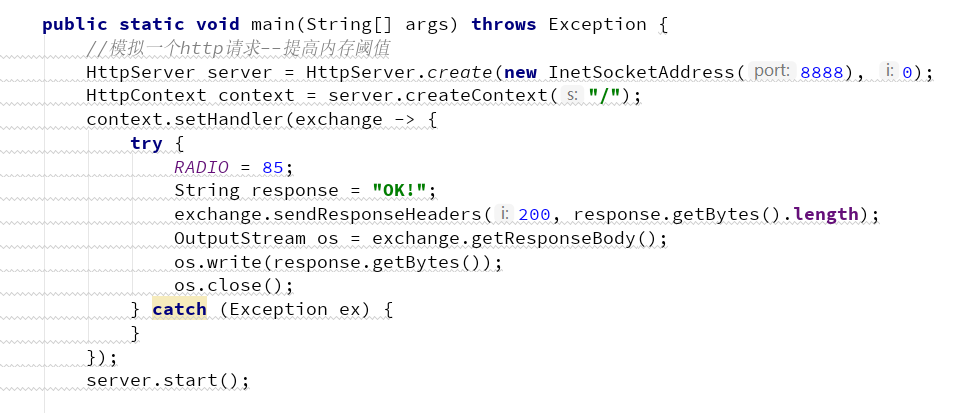 public static void main(String[] args) throws Exception {
//模拟一个http请求--提高内存阈值
HttpServer server = HttpServer.create(new InetSocketAddress( port: 8888), i: 0);
HttpContext context = server.createContext( s: "/");
context.setHandler(exchange -> {
try {
RADIO = 85;
String response = "OK!";
exchange.sendResponseHeaders( i: 200, response.getBytes().length);
OutputStream os = exchange.getResponseBody();
os.write(response.getBytes());
os.close();
} catch (Exception ex) {
}
});
server.start();